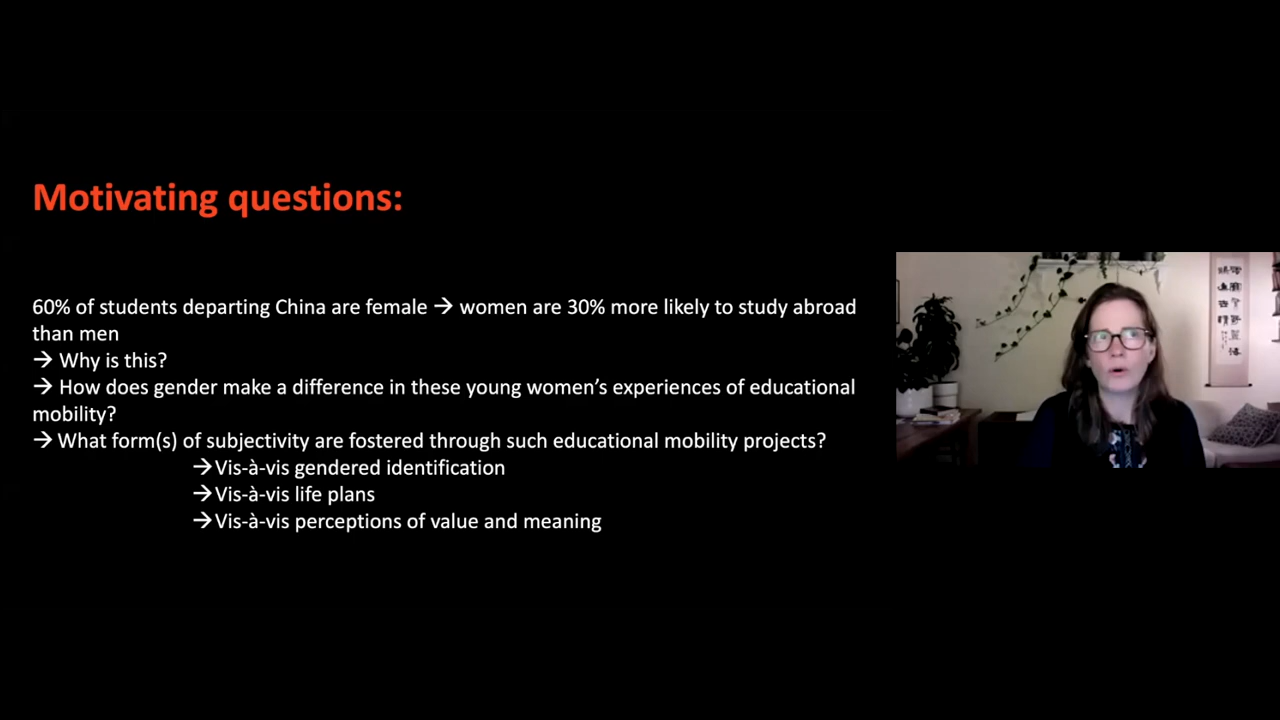 Motivating questions:
60% of students departing China are female → women are 30% more likely to study abroad
than men
→ Why is this?
→ How does gender make a difference in these young women’s experiences of educational
mobility?
→ What form(s) of subjectivity are fostered through such educational mobility projects?
→Vis-à-vis gendered identification
→Vis-à-vis life plans
→Vis-à-vis perceptions of value and meaning